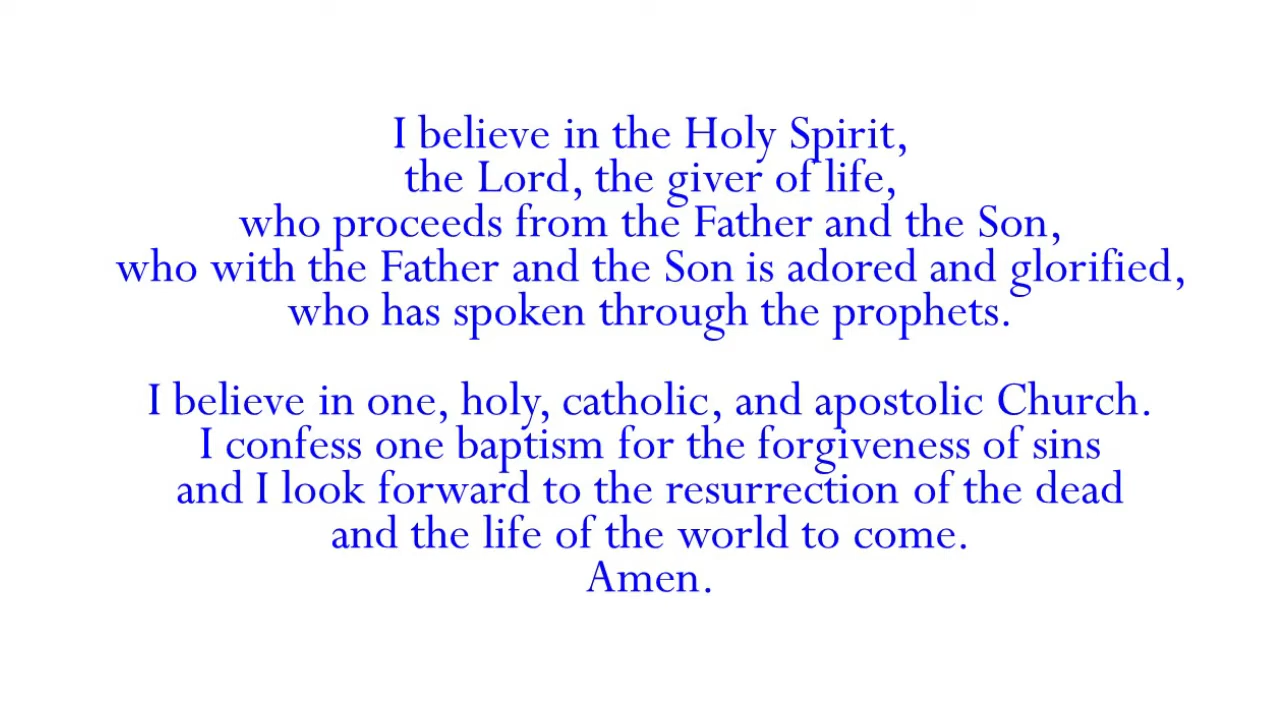 I believe in the Holy Spirit,
the Lord, the giver of life,
who proceeds from the Father and the Son,
who with the Father and the Son is adored and glorified,
who has spoken through the prophets.
I believe in one, holy, catholic, and apostolic Church.
I confess one baptism for the forgiveness of sins
and I look forward to the resurrection of the dead
and the life of the world to come.
Amen.